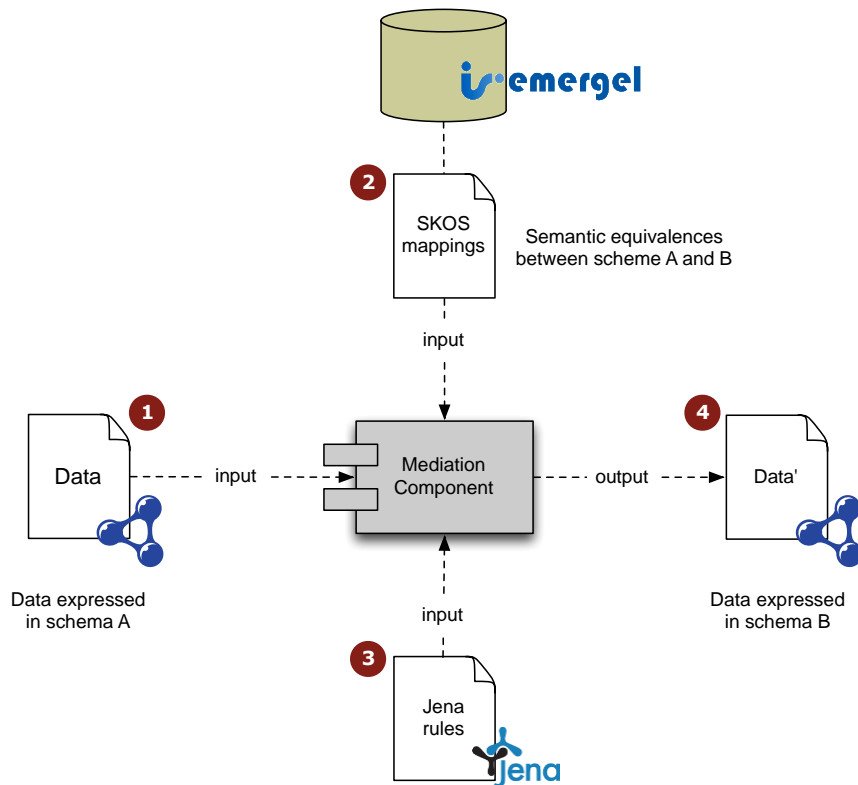 emergel
2
SKOS
mappings
Semantic equivalences
between scheme A and B
input
1
4
Data
input
Mediation
Component
output
Data'
Data expressed
in schema A
Data expressed
in schema B
input
3
Jena
rules
jena